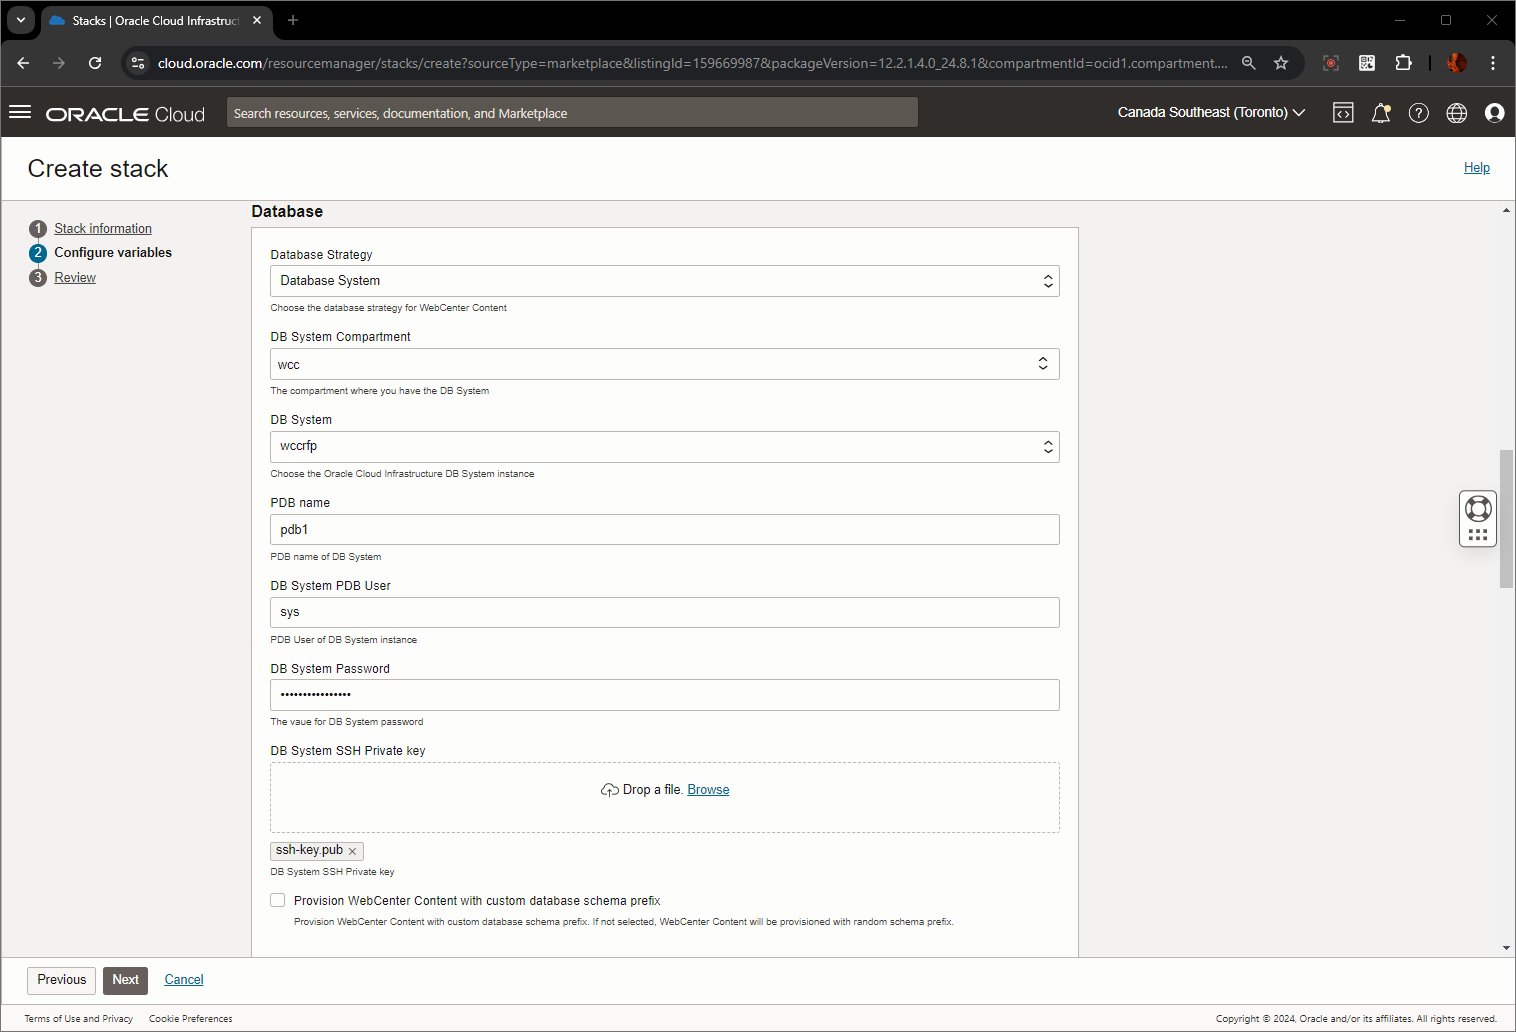 Stacks | Oracle Cloud Infrastruct
cloud.oracle.com/resourcemanager/stacks/create?sourceType=marketplace&listingId=159669987&packageVersion=12.2.1.4.0_24.8.1&compartmentId=ocid1.compartment....
ORACLE Cloud
Search resources, services, documentation, and Marketplace
Canada Southeast (Toronto)
Create stack
Help
1 Stack information
2 Configure variables
3 Review
Database
Database Strategy
Database System
Choose the database strategy for WebCenter Content
DB System Compartment
wcc
The compartment where you have the DB System
DB System
wccrfp
Choose the Oracle Cloud Infrastructure DB System instance
PDB name
pdb1
PDB name of DB System
DB System PDB User
sys
PDB User of DB System instance
DB System Password
••••••••••••••••
The vaue for DB System password
DB System SSH Private key
Drop a file. Browse
ssh-key.pub ×
DB System SSH Private key
Provision WebCenter Content with custom database schema prefix
Provision WebCenter Content with custom database schema prefix. If not selected, WebCenter Content will be provisioned with random schema prefix.
Previous
Next
Cancel
Terms of Use and Privacy
Cookie Preferences
Copyright © 2024, Oracle and/or its affiliates. All rights reserved.